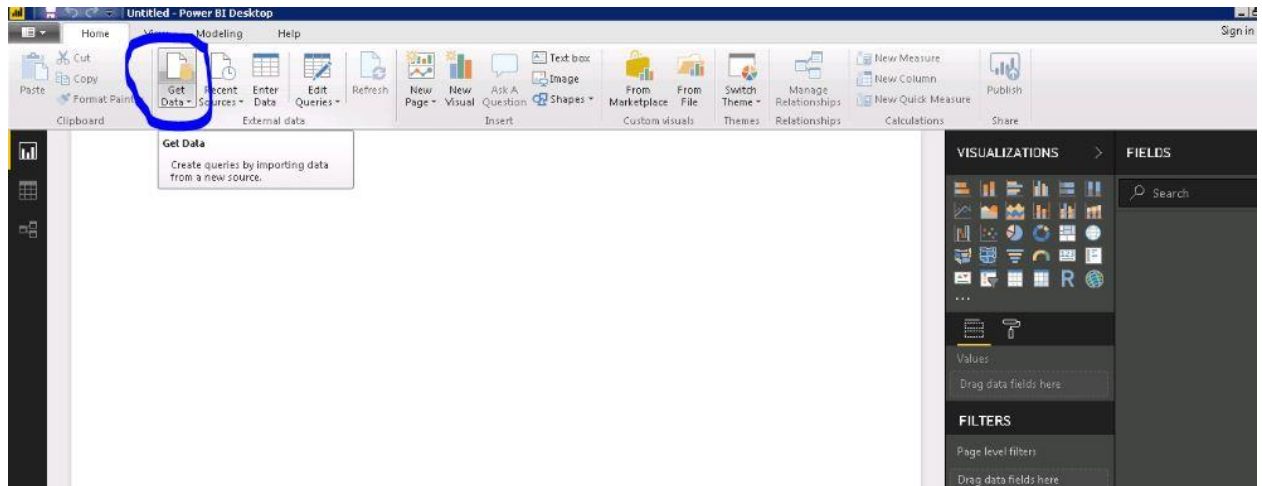 Untitled - Power BI Desktop
Home View Modeling Help Sign in
Cut
Copy
Format Paint
Paste
Get Data
Recent Sources
Enter Data
Edit Queries
Refresh
New Page
New Visual
Ask A Question
Text box
Image
Shapes
From Marketplace
From File
Switch Theme
Manage Relationships
New Measure
New Column
New Quick Measure
Publish
Clipboard External data Insert Custom visuals Themes Relationships Calculations Share
Get Data
Create queries by importing data
from a new source.
VISUALIZATIONS
FIELDS
Search
R
Values
Drag data fields here
FILTERS
Page level filters
Drag data fields here